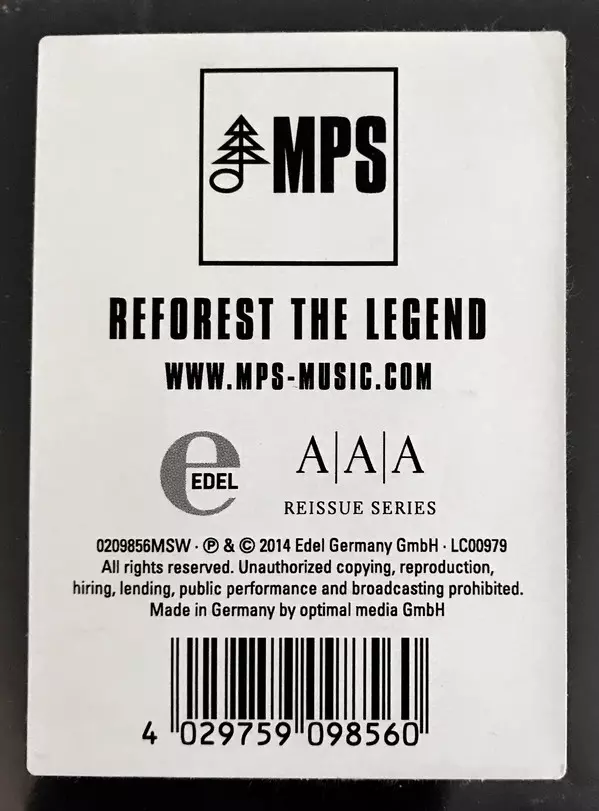 MPS
REFOREST THE LEGEND
WWW.MPS-MUSIC.COM
e EDEL
A|A|A
REISSUE SERIES
0209856MSW · ℗ & © 2014 Edel Germany GmbH · LC00979
All rights reserved. Unauthorized copying, reproduction,
hiring, lending, public performance and broadcasting prohibited.
Made in Germany by optimal media GmbH
4 029759 098560